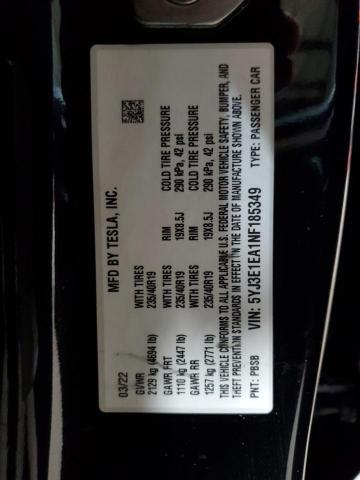 MFD BY TESLA, INC.
03/22
GVWR WITH TIRES RIM COLD TIRE PRESSURE
2129 kg (4694 lb) 235/40R19 19X8.5J 290 kPa, 42 psi
GAWR FRT WITH TIRES RIM COLD TIRE PRESSURE
1110 kg (2447 lb) 235/40R19 19X8.5J 290 kPa, 42 psi
GAWR RR
1257 kg (2771 lb)
THIS VEHICLE CONFORMS TO ALL APPLICABLE U.S. FEDERAL MOTOR VEHICLE SAFETY, BUMPER, AND
THEFT PREVENTION STANDARDS IN EFFECT ON THE DATE OF MANUFACTURE SHOWN ABOVE.
VIN: 5YJ3E1EA1NF185349
PNT: PBSB TYPE: PASSENGER CAR